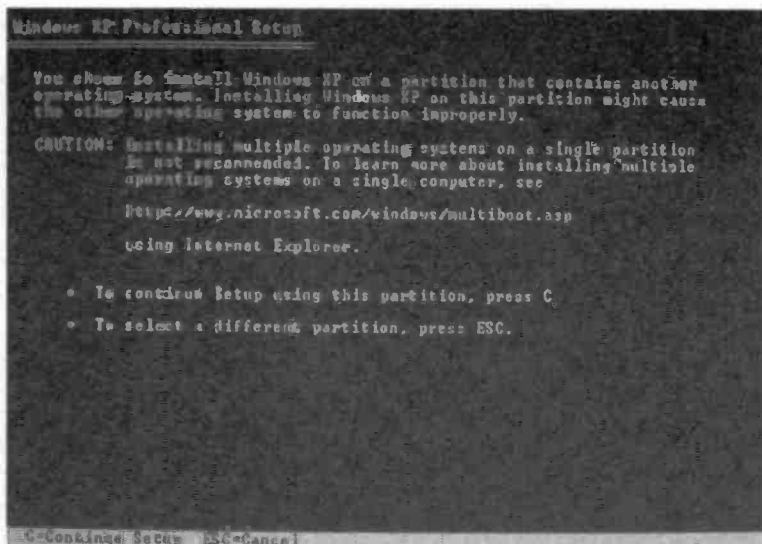 Windows XP Professional Setup
You chose to install Windows XP on a partition that contains another
operating system. Installing Windows XP on this partition might cause
the other operating system to function improperly.
CAUTION: Installing multiple operating systems on a single partition
is not recommended. To learn more about installing multiple
operating systems on a single computer, see
http://www.microsoft.com/windows/multiboot.asp
using Internet Explorer.
• To continue Setup using this partition, press C
• To select a different partition, press ESC.
C=Continue Setup ESC=Cancel